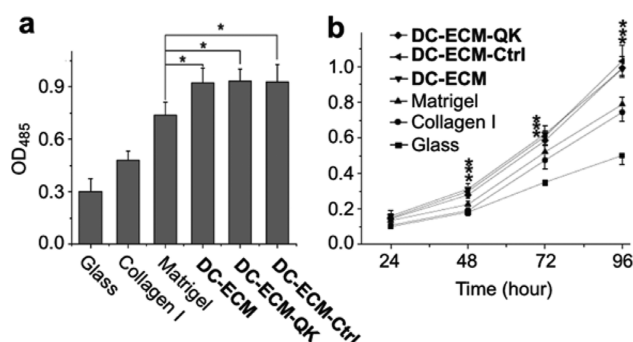 a
OD485
0.9
0.6
0.3
0.0
*
*
*
Glass
Collagen I
Matrigel
DC-ECM
DC-ECM-QK
DC-ECM-Ctrl
b
DC-ECM-QK
DC-ECM-Ctrl
DC-ECM
Matrigel
Collagen I
Glass
1.0
0.8
0.6
0.4
0.2
0.0
***
***
***
24 48 72 96
Time (hour)